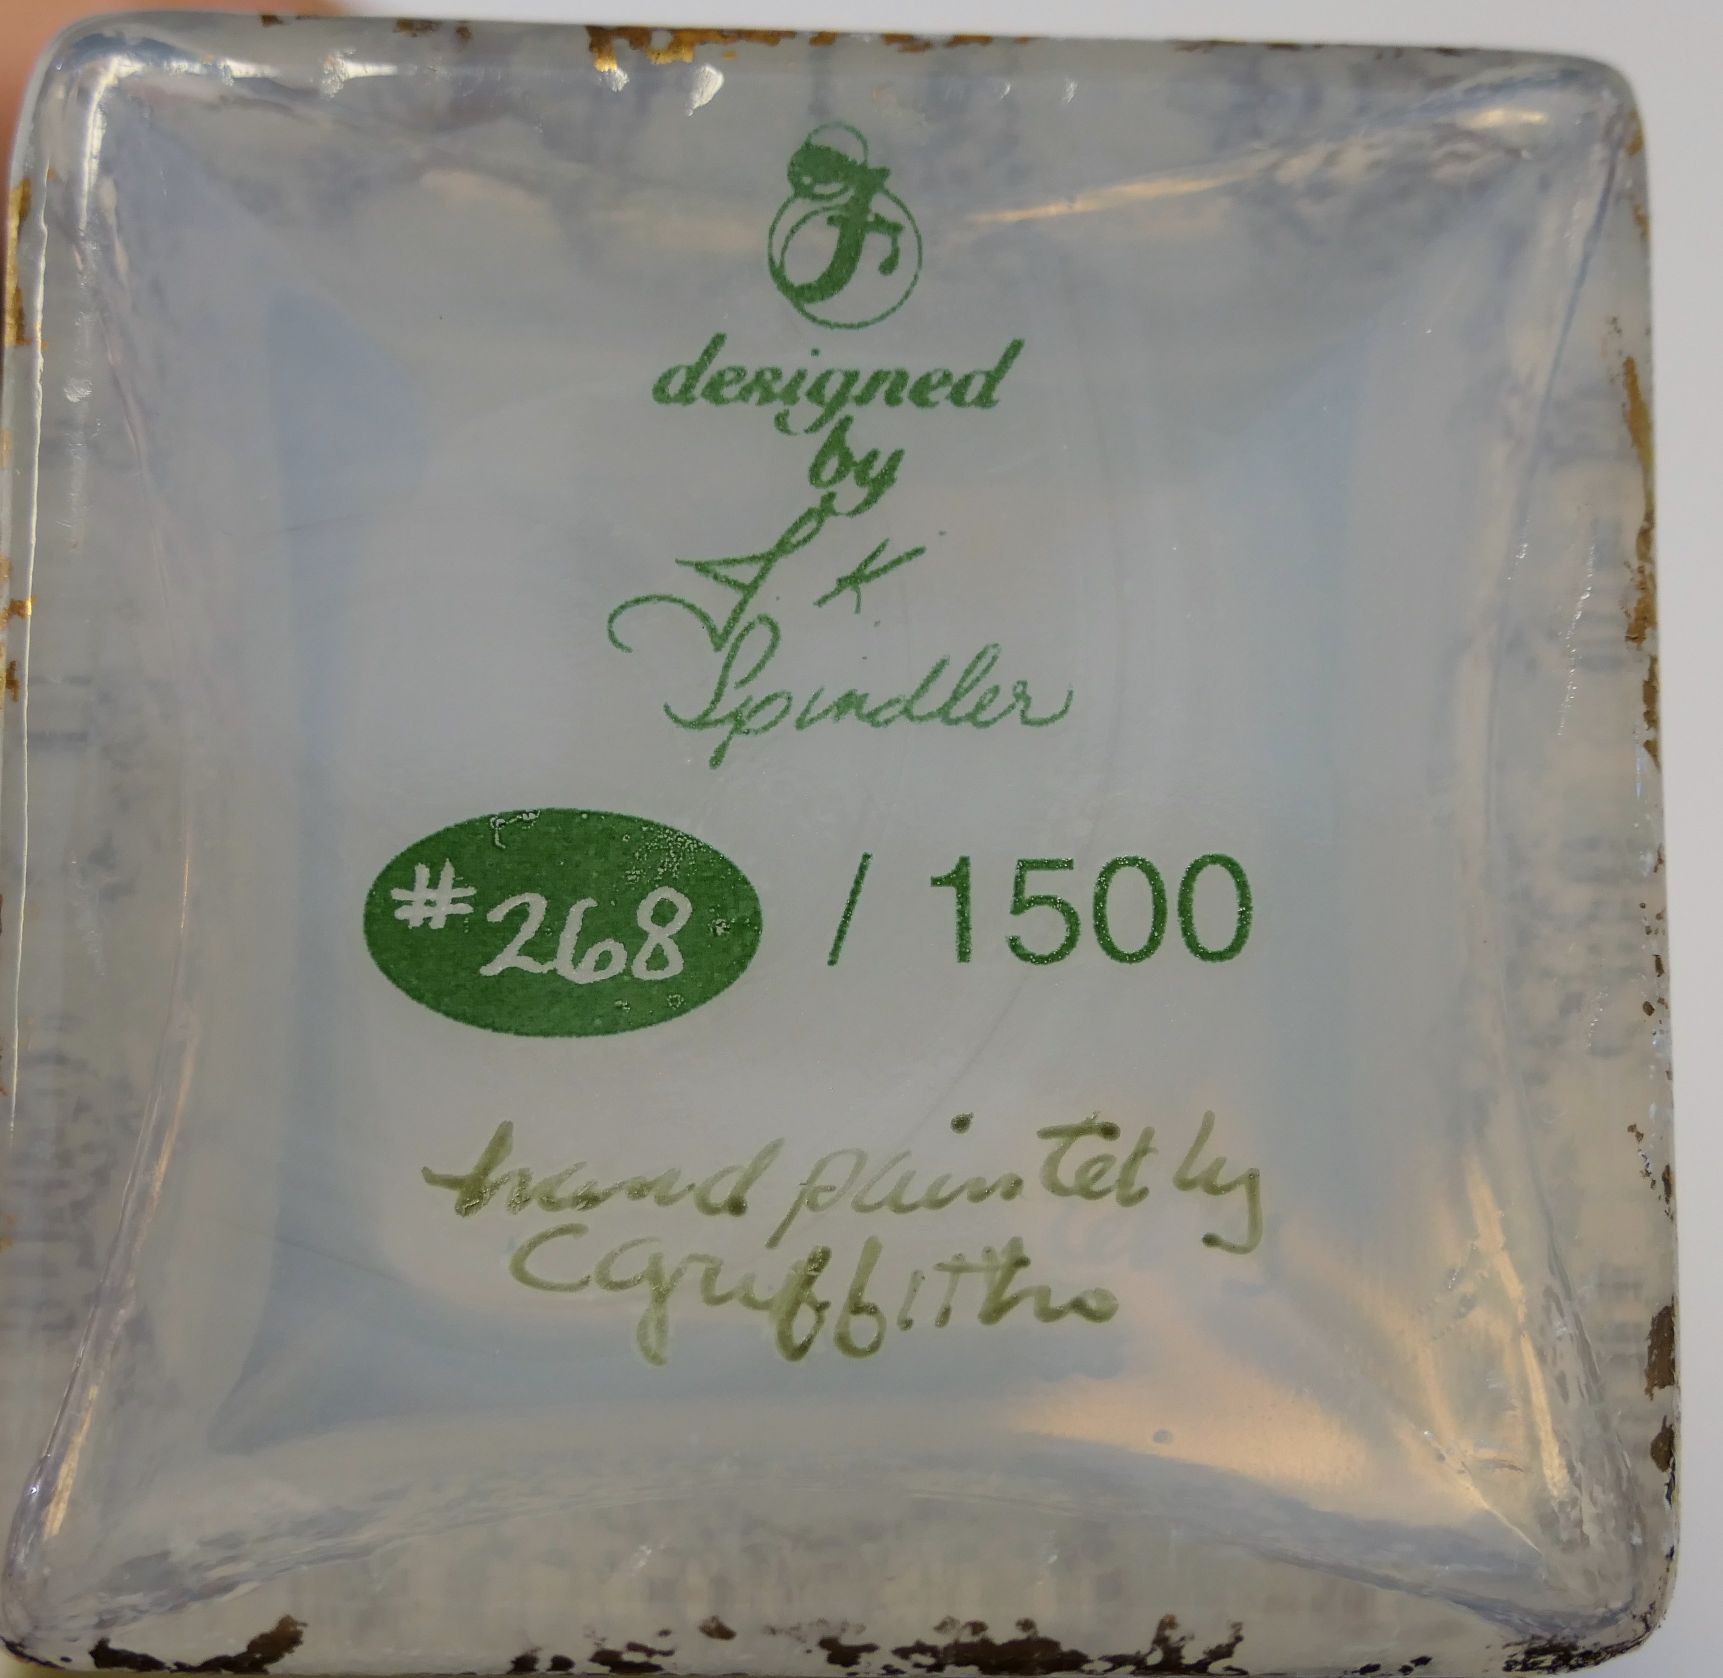 designed
by
J K
Spindler
#268 / 1500
hand painted by
C Griffiths